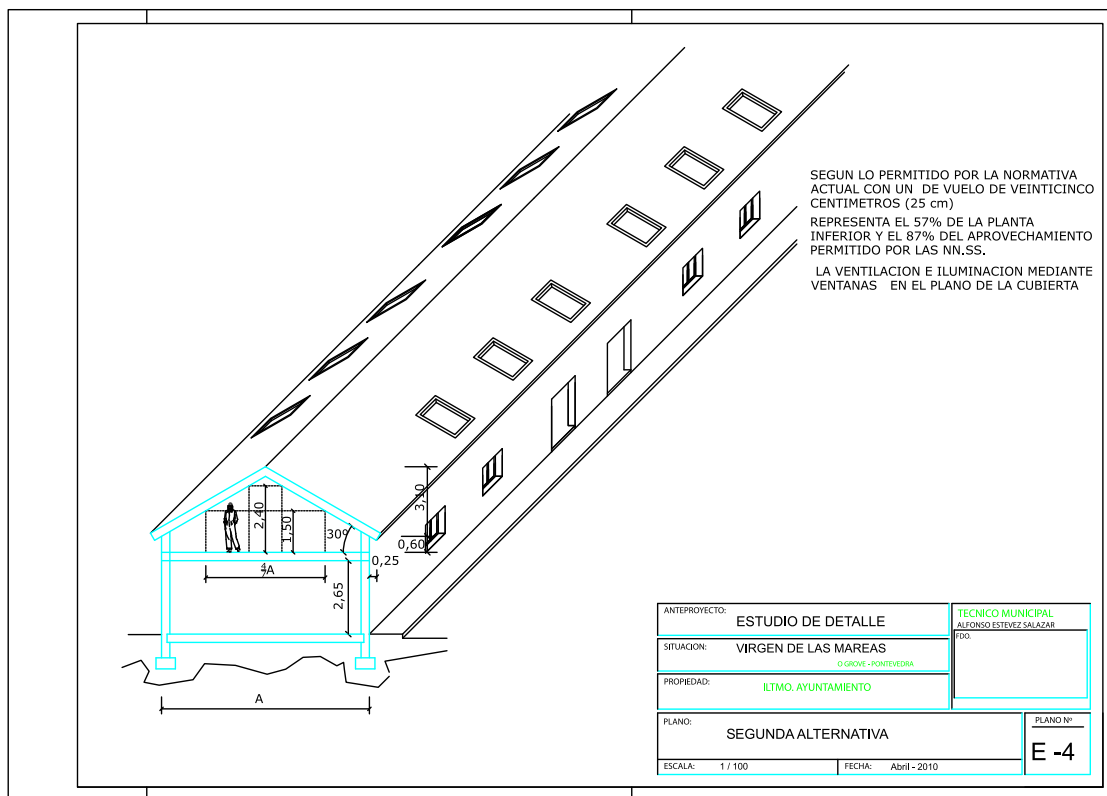 SEGUN LO PERMITIDO POR LA NORMATIVA
ACTUAL CON UN DE VUELO DE VEINTICINCO
CENTIMETROS (25 cm)
REPRESENTA EL 57% DE LA PLANTA
INFERIOR Y EL 87% DEL APROVECHAMIENTO
PERMITIDO POR LAS NN.SS.
LA VENTILACION E ILUMINACION MEDIANTE
VENTANAS EN EL PLANO DE LA CUBIERTA
3,10
2,40
1,50
30º
0,60
0,25
4/7A
2,65
A
ANTEPROYECTO:
ESTUDIO DE DETALLE
SITUACION:
VIRGEN DE LAS MAREAS
O GROVE - PONTEVEDRA
PROPIEDAD:
ILTMO. AYUNTAMIENTO
TECNICO MUNICIPAL
ALFONSO ESTEVEZ SALAZAR
FDO.
PLANO:
SEGUNDA ALTERNATIVA
ESCALA: 1 / 100
FECHA: Abril - 2010
PLANO Nº
E -4